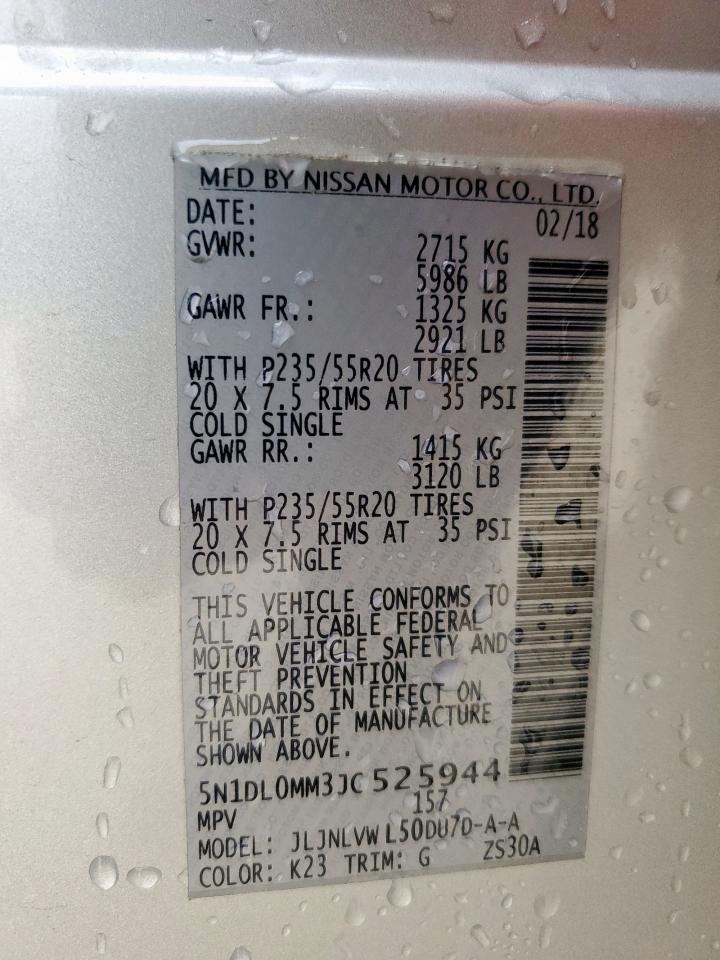 MFD BY NISSAN MOTOR CO., LTD.
DATE: 02/18
GVWR: 2715 KG
5986 LB
GAWR FR.: 1325 KG
2921 LB
WITH P235/55R20 TIRES
20 X 7.5 RIMS AT 35 PSI
COLD SINGLE
GAWR RR.: 1415 KG
3120 LB
WITH P235/55R20 TIRES
20 X 7.5 RIMS AT 35 PSI
COLD SINGLE
THIS VEHICLE CONFORMS TO
ALL APPLICABLE FEDERAL
MOTOR VEHICLE SAFETY AND
THEFT PREVENTION
STANDARDS IN EFFECT ON
THE DATE OF MANUFACTURE
SHOWN ABOVE.
5N1DL0MM3JC525944
MPV 157
MODEL: JLJNLVWL50DU7D-A-A
COLOR: K23 TRIM: G ZS30A